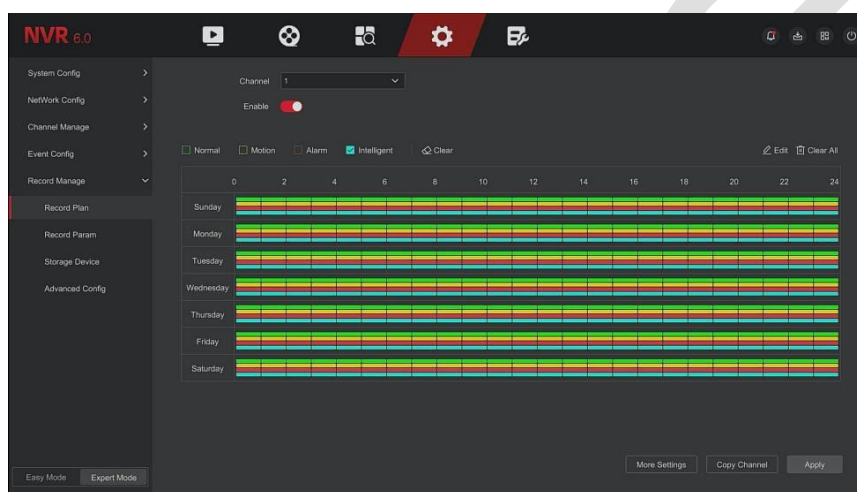 NVR 6.0
System Config
NetWork Config
Channel Manage
Event Config
Record Manage
Record Plan
Record Param
Storage Device
Advanced Config
Easy Mode Expert Mode
Channel 1
Enable
Normal Motion Alarm Intelligent Clear Edit Clear All
0 2 4 6 8 10 12 14 16 18 20 22 24
Sunday
Monday
Tuesday
Wednesday
Thursday
Friday
Saturday
More Settings Copy Channel Apply